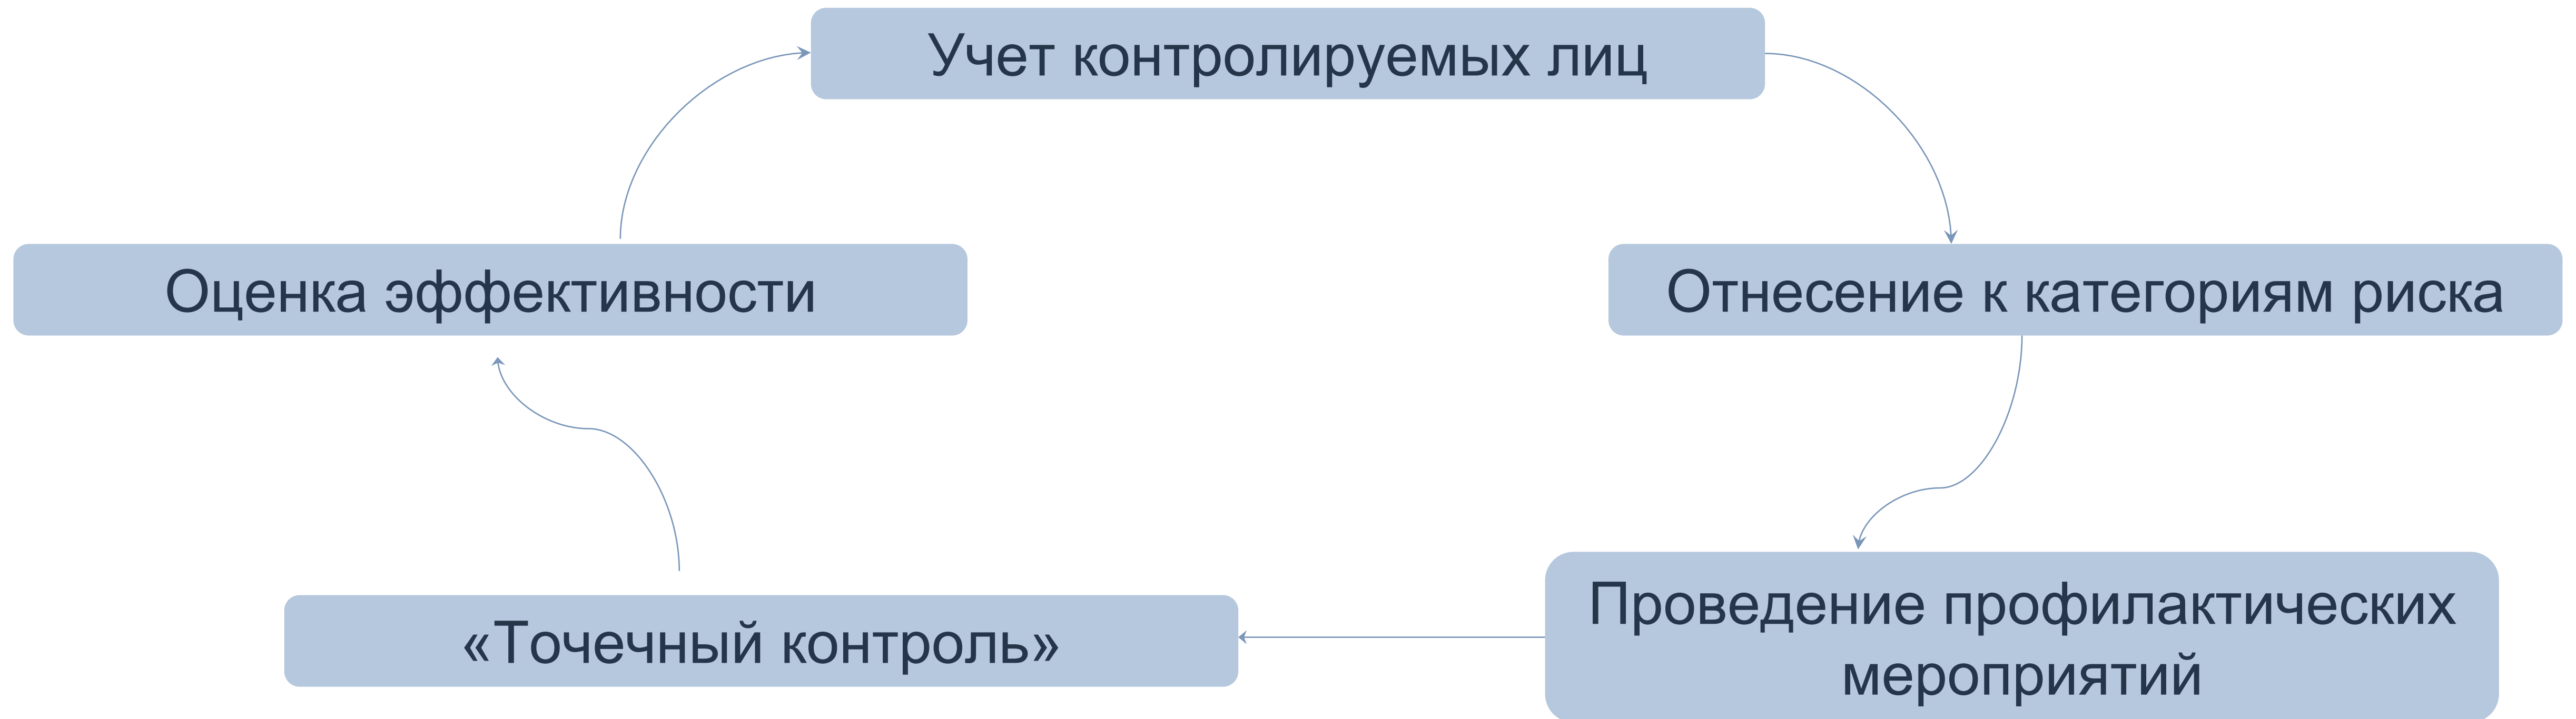 Учет контролируемых лиц
Оценка эффективности
Отнесение к категориям риска
«Точечный контроль»
Проведение профилактических
мероприятий